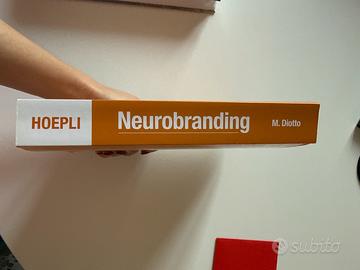 HOEPLI
Neurobranding
M. Diotto
subito